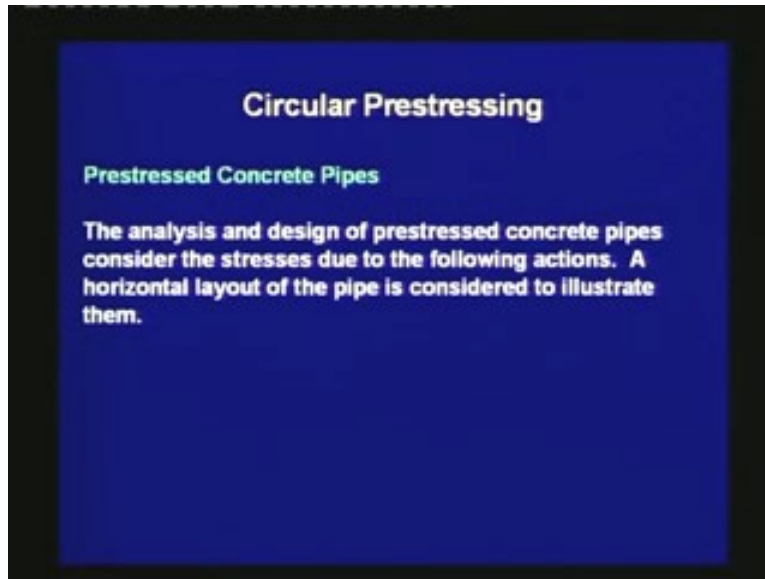 Circular Prestressing
Prestressed Concrete Pipes
The analysis and design of prestressed concrete pipes
consider the stresses due to the following actions. A
horizontal layout of the pipe is considered to illustrate
them.